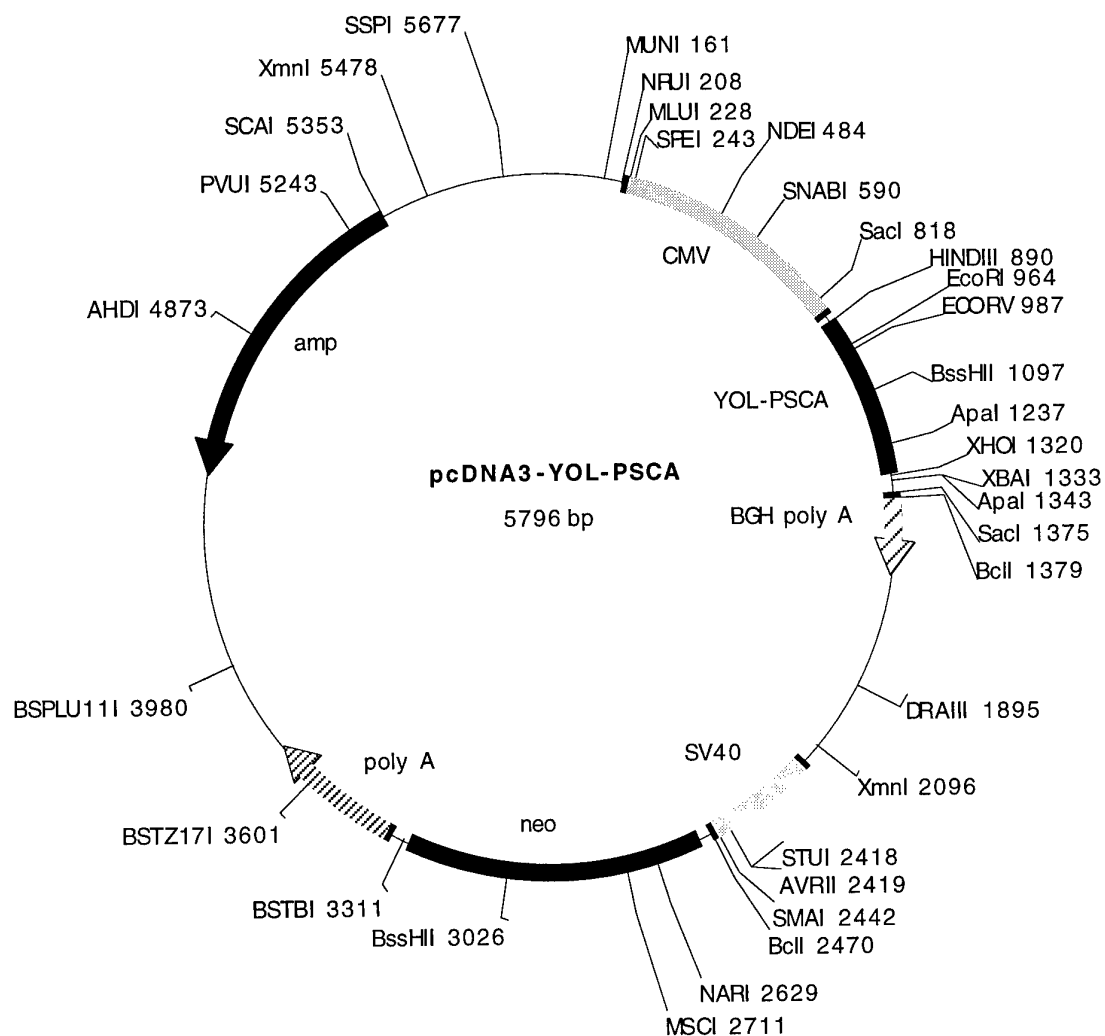 SSPI 5677
XmnI 5478
SCAI 5353
PVUI 5243
AHDI 4873
amp
MUNI 161
NRUI 208
MLUI 228
SPEI 243
NDEI 484
SNABI 590
SacI 818
CMV
HINDIII 890
EcoRI 964
ECORV 987
BssHII 1097
YOL-PSCA
ApaI 1237
XHOI 1320
XBAI 1333
ApaI 1343
SacI 1375
BclI 1379
pcDNA3-YOL-PSCA
5796 bp
BGH poly A
DRAIII 1895
XmnI 2096
SV40
STUI 2418
AVRII 2419
SMAI 2442
BclI 2470
NARI 2629
MSCI 2711
neo
BssHII 3026
BSTBI 3311
BSTZ17I 3601
poly A
BSPLU11I 3980